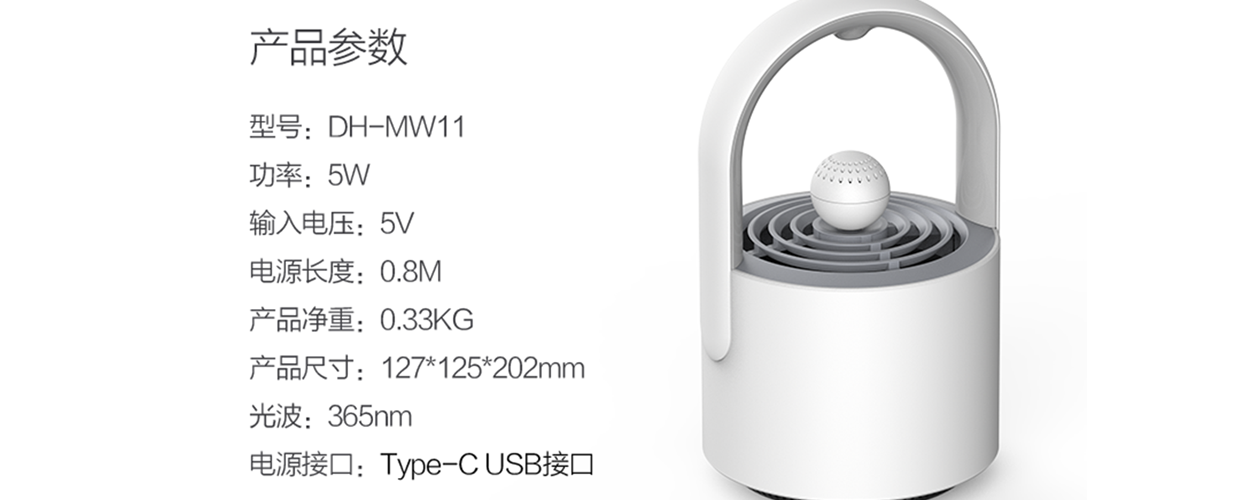 产品参数
型号：DH-MW11
功率：5W
输入电压：5V
电源长度：0.8M
产品净重：0.33KG
产品尺寸：127*125*202mm
光波：365nm
电源接口：Type-C USB接口